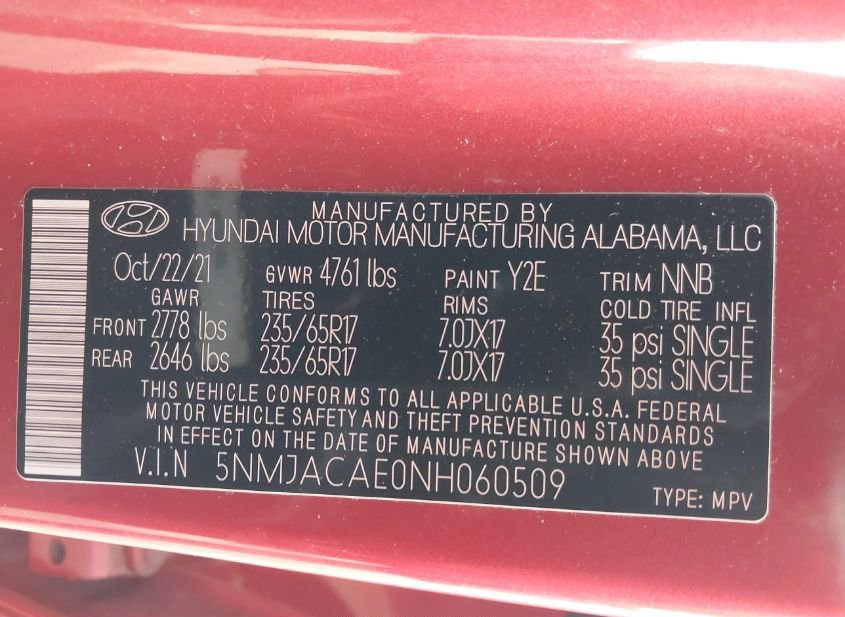 MANUFACTURED BY
HYUNDAI MOTOR MANUFACTURING ALABAMA, LLC
Oct/22/21 GVWR 4761 lbs PAINT Y2E TRIM NNB
GAWR TIRES RIMS COLD TIRE INFL
FRONT 2778 lbs 235/65R17 7.0JX17 35 psi SINGLE
REAR 2646 lbs 235/65R17 7.0JX17 35 psi SINGLE
THIS VEHICLE CONFORMS TO ALL APPLICABLE U.S.A. FEDERAL
MOTOR VEHICLE SAFETY AND THEFT PREVENTION STANDARDS
IN EFFECT ON THE DATE OF MANUFACTURE SHOWN ABOVE
V.I.N 5NMJACAE0NH060509
TYPE: MPV